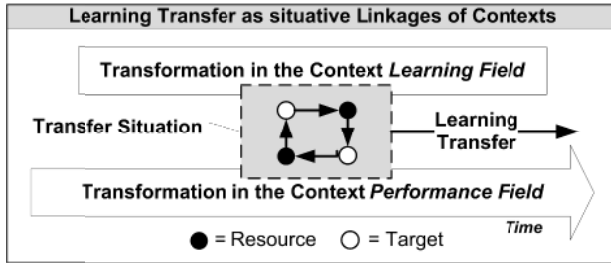 Learning Transfer as situative Linkages of Contexts
Transformation in the Context Learning Field
Transfer Situation
Learning
Transfer
Transformation in the Context Performance Field
Time
= Resource
= Target